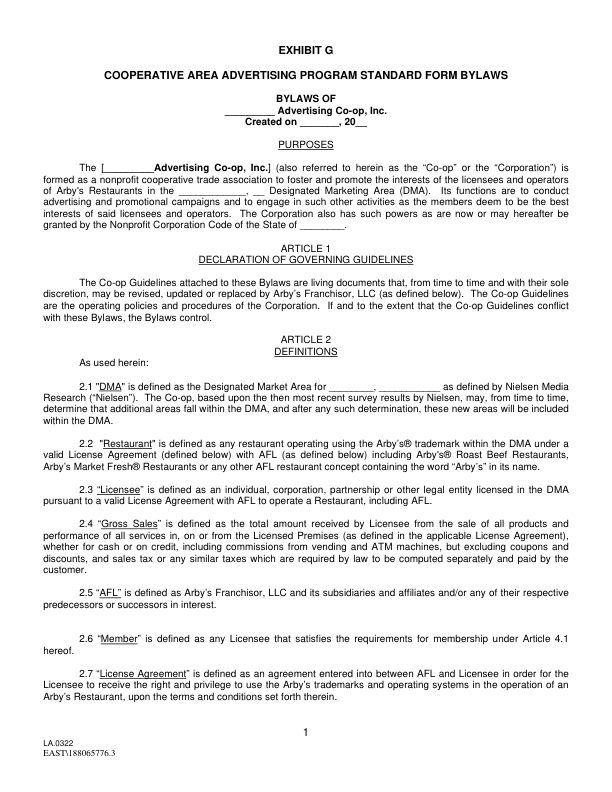 EXHIBIT G
COOPERATIVE AREA ADVERTISING PROGRAM STANDARD FORM BYLAWS
BYLAWS OF
_________ Advertising Co-op, Inc.
Created on _______, 20__
PURPOSES
The [_________Advertising Co-op, Inc.] (also referred to herein as the “Co-op” or the “Corporation”) is
formed as a nonprofit cooperative trade association to foster and promote the interests of the licensees and operators
of Arby's Restaurants in the ____________, __ Designated Marketing Area (DMA). Its functions are to conduct
advertising and promotional campaigns and to engage in such other activities as the members deem to be the best
interests of said licensees and operators. The Corporation also has such powers as are now or may hereafter be
granted by the Nonprofit Corporation Code of the State of ________.
ARTICLE 1
DECLARATION OF GOVERNING GUIDELINES
The Co-op Guidelines attached to these Bylaws are living documents that, from time to time and with their sole
discretion, may be revised, updated or replaced by Arby’s Franchisor, LLC (as defined below). The Co-op Guidelines
are the operating policies and procedures of the Corporation. If and to the extent that the Co-op Guidelines conflict
with these Bylaws, the Bylaws control.
ARTICLE 2
DEFINITIONS
As used herein:
2.1 "DMA" is defined as the Designated Market Area for ________, ___________ as defined by Nielsen Media
Research (“Nielsen”). The Co-op, based upon the then most recent survey results by Nielsen, may, from time to time,
determine that additional areas fall within the DMA, and after any such determination, these new areas will be included
within the DMA.
2.2 "Restaurant" is defined as any restaurant operating using the Arby’s® trademark within the DMA under a
valid License Agreement (defined below) with AFL (as defined below) including Arby's® Roast Beef Restaurants,
Arby’s Market Fresh® Restaurants or any other AFL restaurant concept containing the word “Arby’s” in its name.
2.3 “Licensee” is defined as an individual, corporation, partnership or other legal entity licensed in the DMA
pursuant to a valid License Agreement with AFL to operate a Restaurant, including AFL.
2.4 “Gross Sales” is defined as the total amount received by Licensee from the sale of all products and
performance of all services in, on or from the Licensed Premises (as defined in the applicable License Agreement),
whether for cash or on credit, including commissions from vending and ATM machines, but excluding coupons and
discounts, and sales tax or any similar taxes which are required by law to be computed separately and paid by the
customer.
2.5 “AFL” is defined as Arby’s Franchisor, LLC and its subsidiaries and affiliates and/or any of their respective
predecessors or successors in interest.
2.6 “Member” is defined as any Licensee that satisfies the requirements for membership under Article 4.1
hereof.
2.7 “License Agreement” is defined as an agreement entered into between AFL and Licensee in order for the
Licensee to receive the right and privilege to use the Arby’s trademarks and operating systems in the operation of an
Arby’s Restaurant, upon the terms and conditions set forth therein.
1
LA.0322
EAST\188065776.3